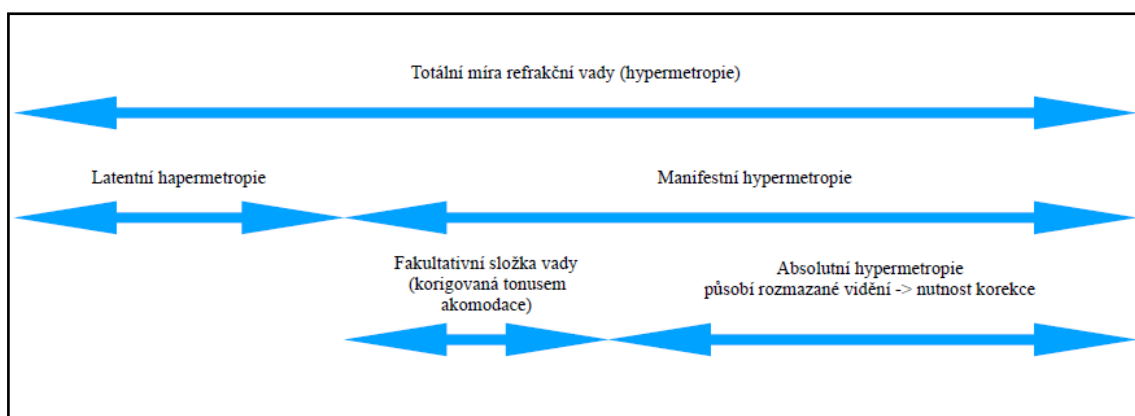 Totální míra refrakční vady (hypermetropie)
Latentní hapermetropie
Manifestní hypermetropie
Fakultativní složka vady
(korigovaná tonusem
akomodace)
Absolutní hypermetropie
působí rozmazané vidění -> nutnost korekce